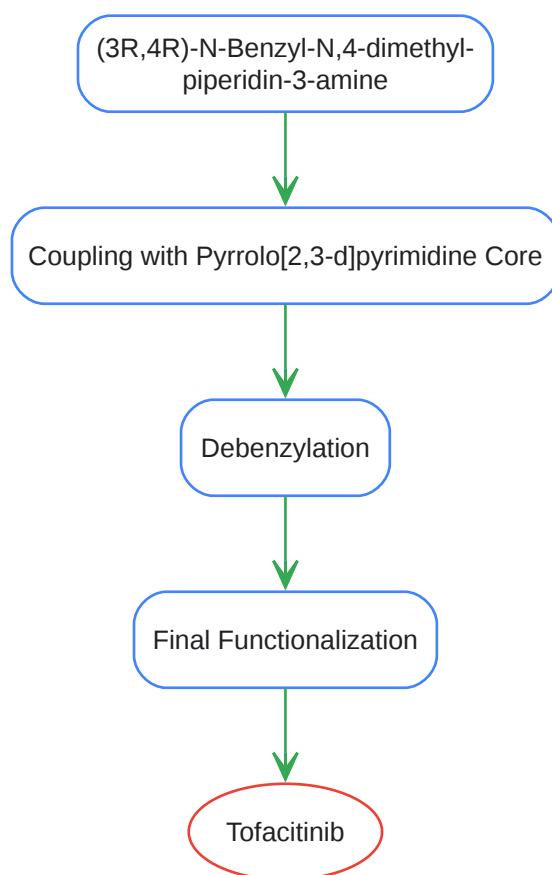 (3R,4R)-N-Benzyl-N,4-dimethyl-
piperidin-3-amine
Coupling with Pyrrolo[2,3-d]pyrimidine Core
Debenzylation
Final Functionalization
Tofacitinib